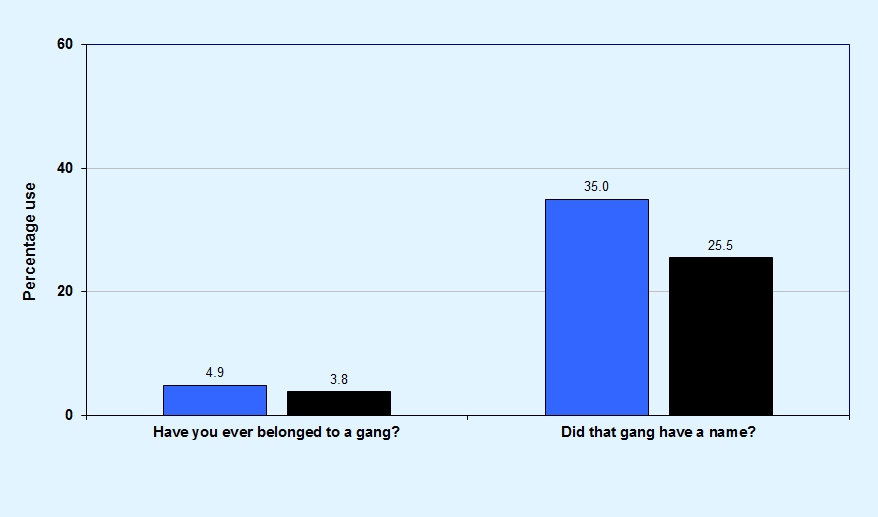 60
40
20
0
Percentage use
4.9
3.8
35.0
25.5
Have you ever belonged to a gang?
Did that gang have a name?